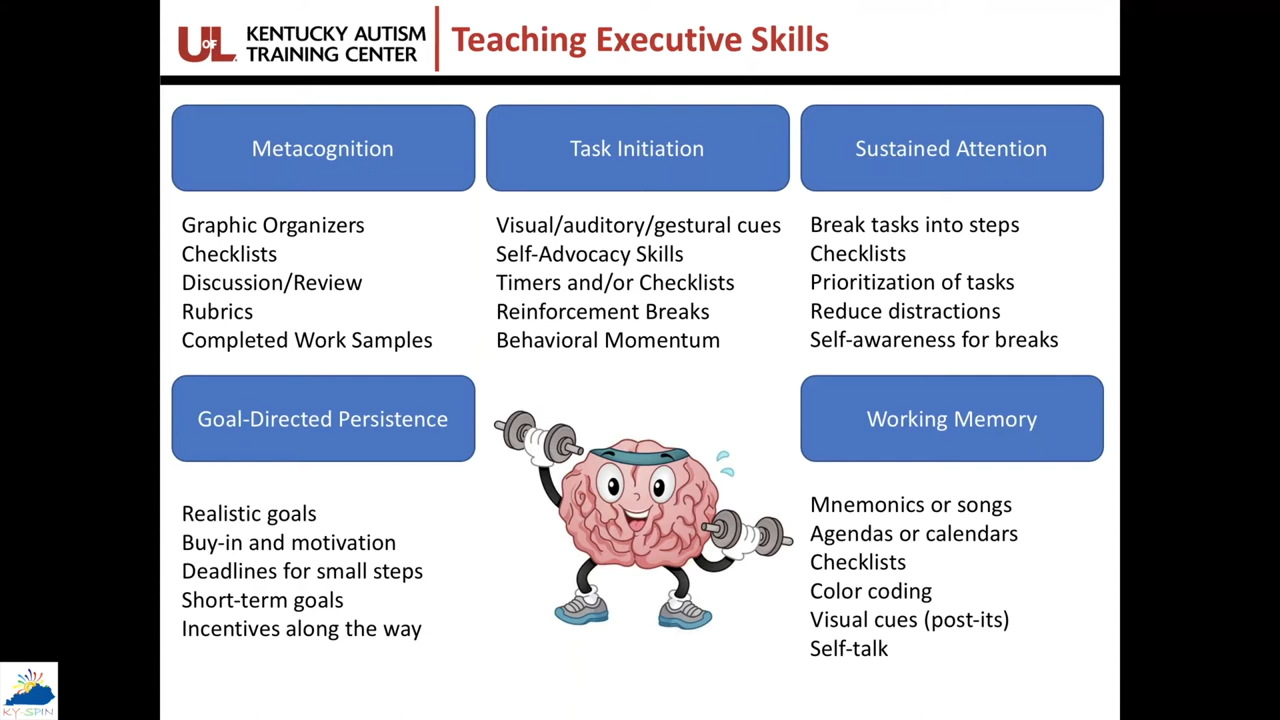 UofL
KENTUCKY AUTISM
TRAINING CENTER
Teaching Executive Skills
Metacognition
Graphic Organizers
Checklists
Discussion/Review
Rubrics
Completed Work Samples
Task Initiation
Visual/auditory/gestural cues
Self-Advocacy Skills
Timers and/or Checklists
Reinforcement Breaks
Behavioral Momentum
Sustained Attention
Break tasks into steps
Checklists
Prioritization of tasks
Reduce distractions
Self-awareness for breaks
Goal-Directed Persistence
Realistic goals
Buy-in and motivation
Deadlines for small steps
Short-term goals
Incentives along the way
Working Memory
Mnemonics or songs
Agendas or calendars
Checklists
Color coding
Visual cues (post-its)
Self-talk
KY-SPIN